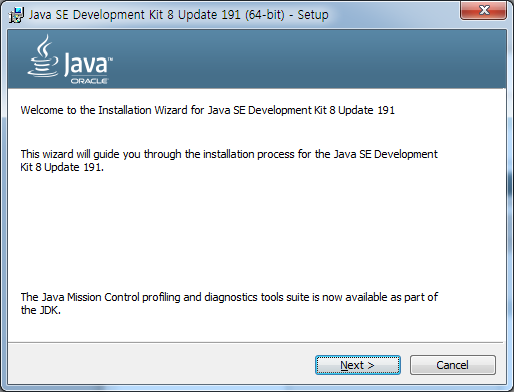 Java SE Development Kit 8 Update 191 (64-bit) - Setup
Java™
ORACLE
Welcome to the Installation Wizard for Java SE Development Kit 8 Update 191
This wizard will guide you through the installation process for the Java SE Development
Kit 8 Update 191.
The Java Mission Control profiling and diagnostics tools suite is now available as part of
the JDK.
Next >
Cancel